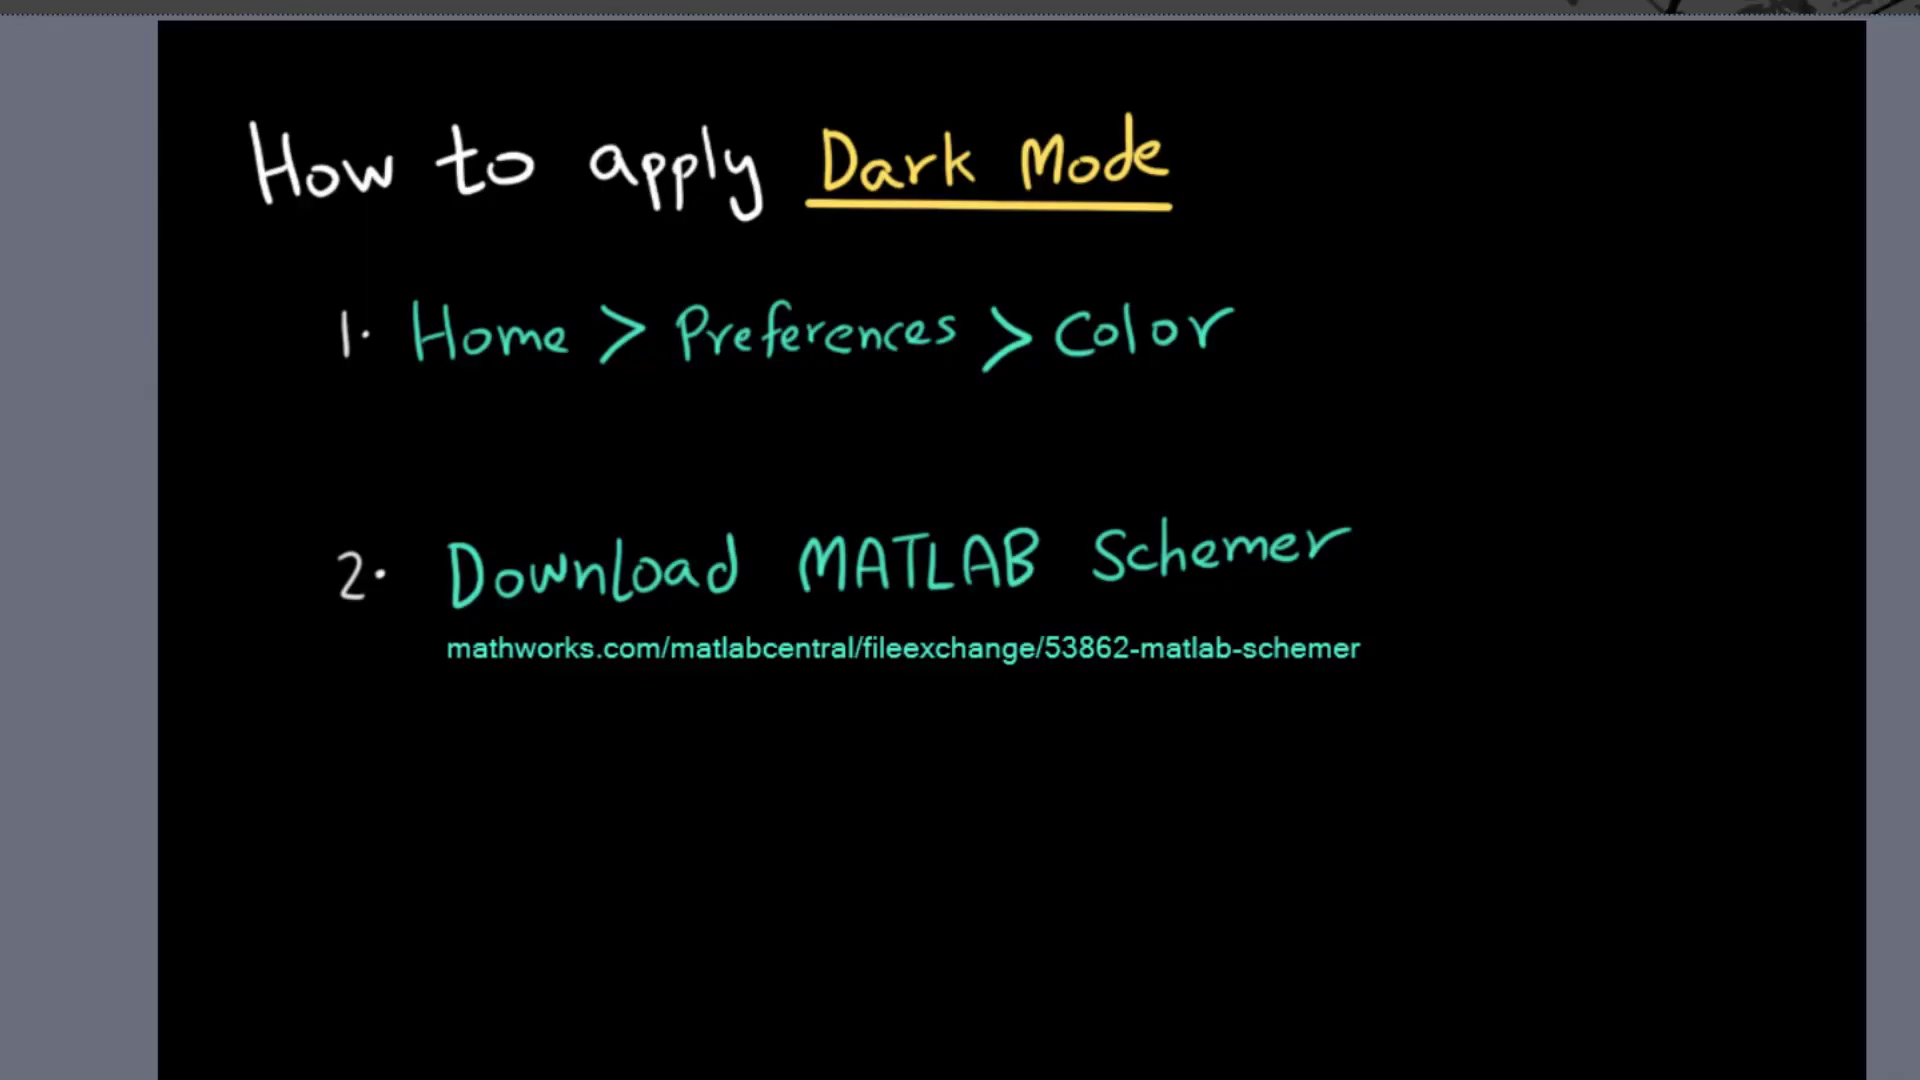 How to apply Dark Mode
1. Home > Preferences > Color
2. Download MATLAB Schemer
mathworks.com/matlabcentral/fileexchange/53862-matlab-schemer